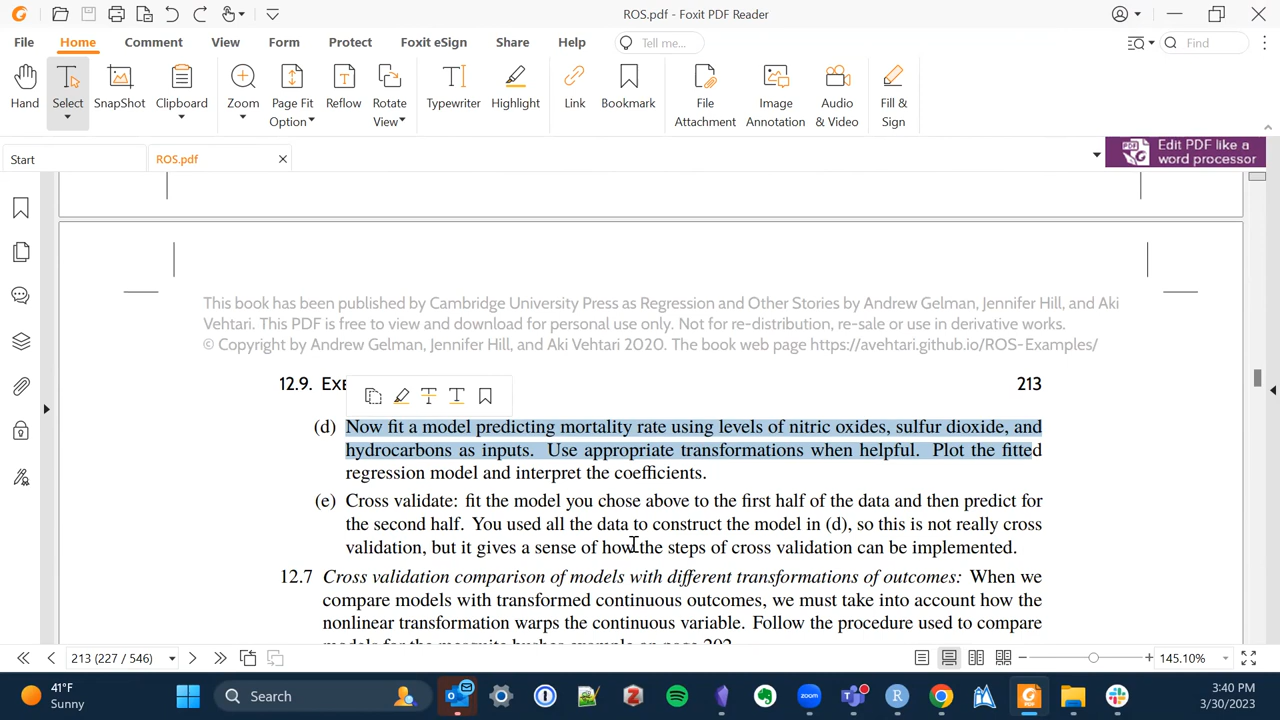 ROS.pdf - Foxit PDF Reader
File Home Comment View Form Protect Foxit eSign Share Help Tell me... Find
Hand Select SnapShot Clipboard Zoom Page Fit Option Reflow Rotate View Typewriter Highlight Link Bookmark File Attachment Image Annotation Audio & Video Fill & Sign
Start ROS.pdf
Edit PDF like a
word processor
This book has been published by Cambridge University Press as Regression and Other Stories by Andrew Gelman, Jennifer Hill, and Aki
Vehtari. This PDF is free to view and download for personal use only. Not for re-distribution, re-sale or use in derivative works.
© Copyright by Andrew Gelman, Jennifer Hill, and Aki Vehtari 2020. The book web page https://avehtari.github.io/ROS-Examples/
12.9. EXE 213
(d) Now fit a model predicting mortality rate using levels of nitric oxides, sulfur dioxide, and
hydrocarbons as inputs. Use appropriate transformations when helpful. Plot the fitted
regression model and interpret the coefficients.
(e) Cross validate: fit the model you chose above to the first half of the data and then predict for
the second half. You used all the data to construct the model in (d), so this is not really cross
validation, but it gives a sense of how the steps of cross validation can be implemented.
12.7 Cross validation comparison of models with different transformations of outcomes: When we
compare models with transformed continuous outcomes, we must take into account how the
nonlinear transformation warps the continuous variable. Follow the procedure used to compare
models for the mesquite bushes example on page 202.
213 (227 / 546) 145.10%
41°F
Sunny
Search
3:40 PM
3/30/2023